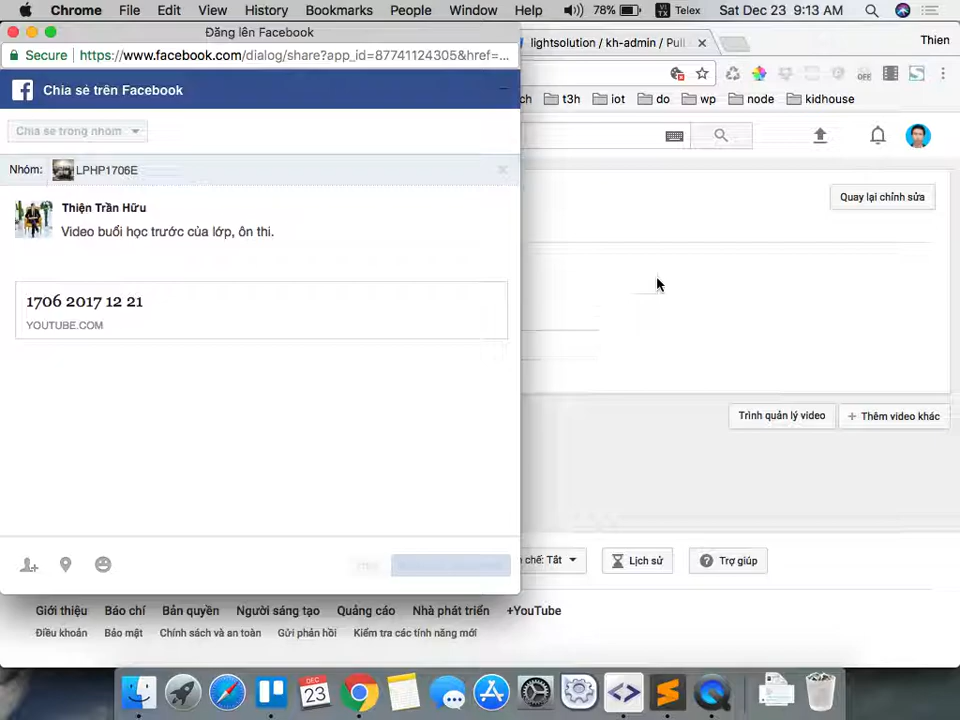 Chrome File Edit View History Bookmarks People Window Help 78% VI TX Telex Sat Dec 23 9:13 AM
Đăng lên Facebook
lightsolution / kh-admin / Pull
Thien
Secure https://www.facebook.com/dialog/share?app_id=87741124305&href=...
Chia sẻ trên Facebook
ch t3h iot do wp node kidhouse
OFF
Chia sẻ trong nhóm
Nhóm: LPHP1706E
Quay lại chỉnh sửa
Thiện Trần Hữu
Video buổi học trước của lớp, ôn thi.
1706 2017 12 21
YOUTUBE.COM
Trình quản lý video + Thêm video khác
n chế: Tắt Lịch sử ? Trợ giúp
Giới thiệu Báo chí Bản quyền Người sáng tạo Quảng cáo Nhà phát triển +YouTube
Điều khoản Bảo mật Chính sách và an toàn Gửi phản hồi Kiểm tra các tính năng mới
DEC
23